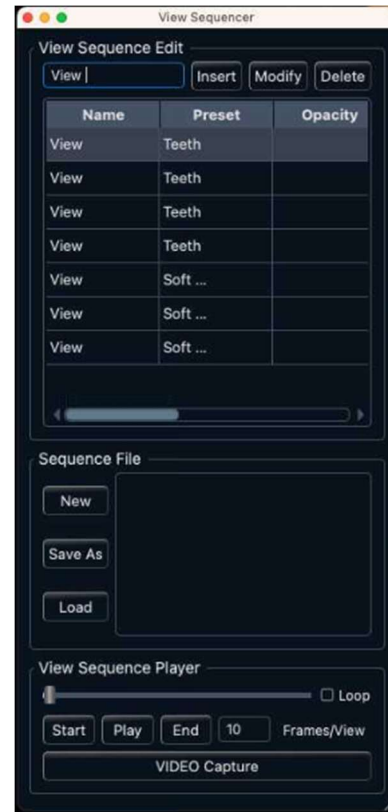 View Sequencer
View Sequence Edit
View Insert Modify Delete
Name Preset Opacity
View Teeth
View Teeth
View Teeth
View Teeth
View Soft ...
View Soft ...
View Soft ...
Sequence File
New
Save As
Load
View Sequence Player
Loop
Start Play End 10 Frames/View
VIDEO Capture